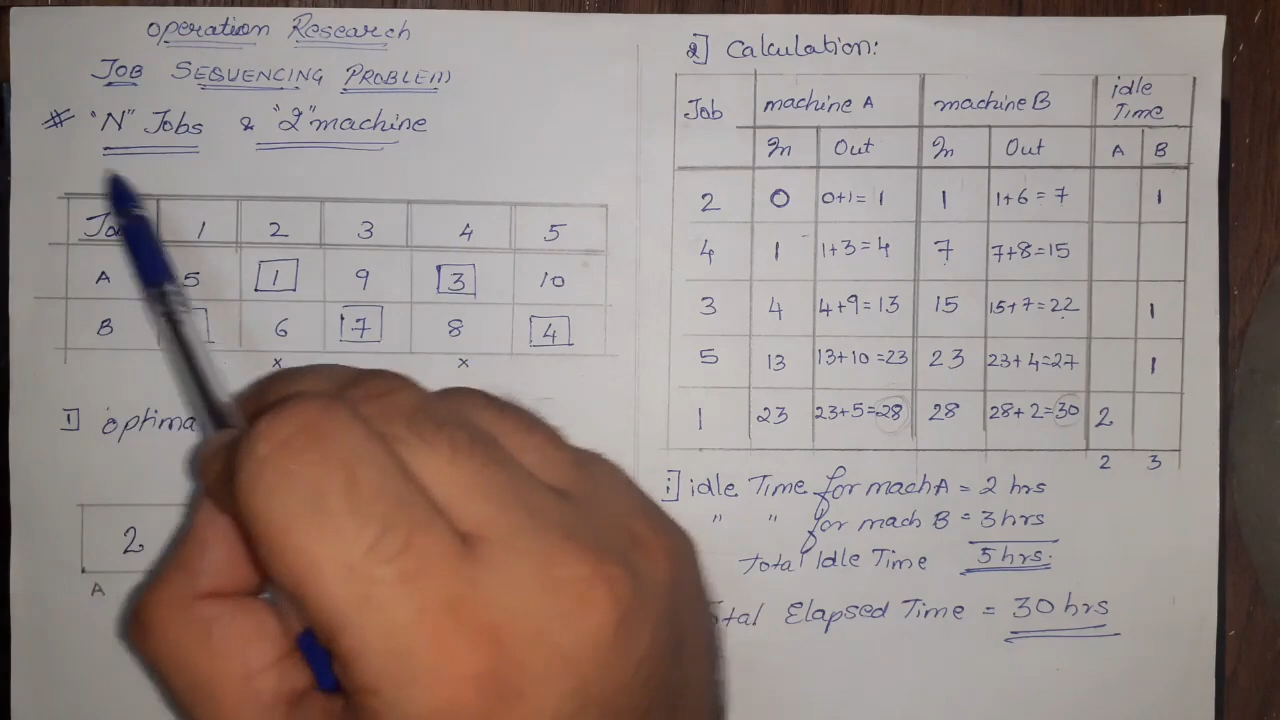 Operation Research
JOB SEQUENCING PROBLEM
# "N" Jobs & "2" machine
1 2 3 4 5
A 5 1 9 3 10
B 6 7 8 4
x x
1]
2
A
2] Calculation:
Job machine A machine B idle Time
In Out In Out A B
2 0 0+1=1 1 1+6=7 1
4 1 1+3=4 7 7+8=15
3 4 4+9=13 15 15+7=22 1
5 13 13+10=23 23 23+4=27 1
1 23 23+5=28 28 28+2=30 2
2 3
i] idle Time for mach A = 2 hrs
" " for mach B = 3hrs
Total Idle Time 5 hrs.
Elapsed Time = 30 hrs